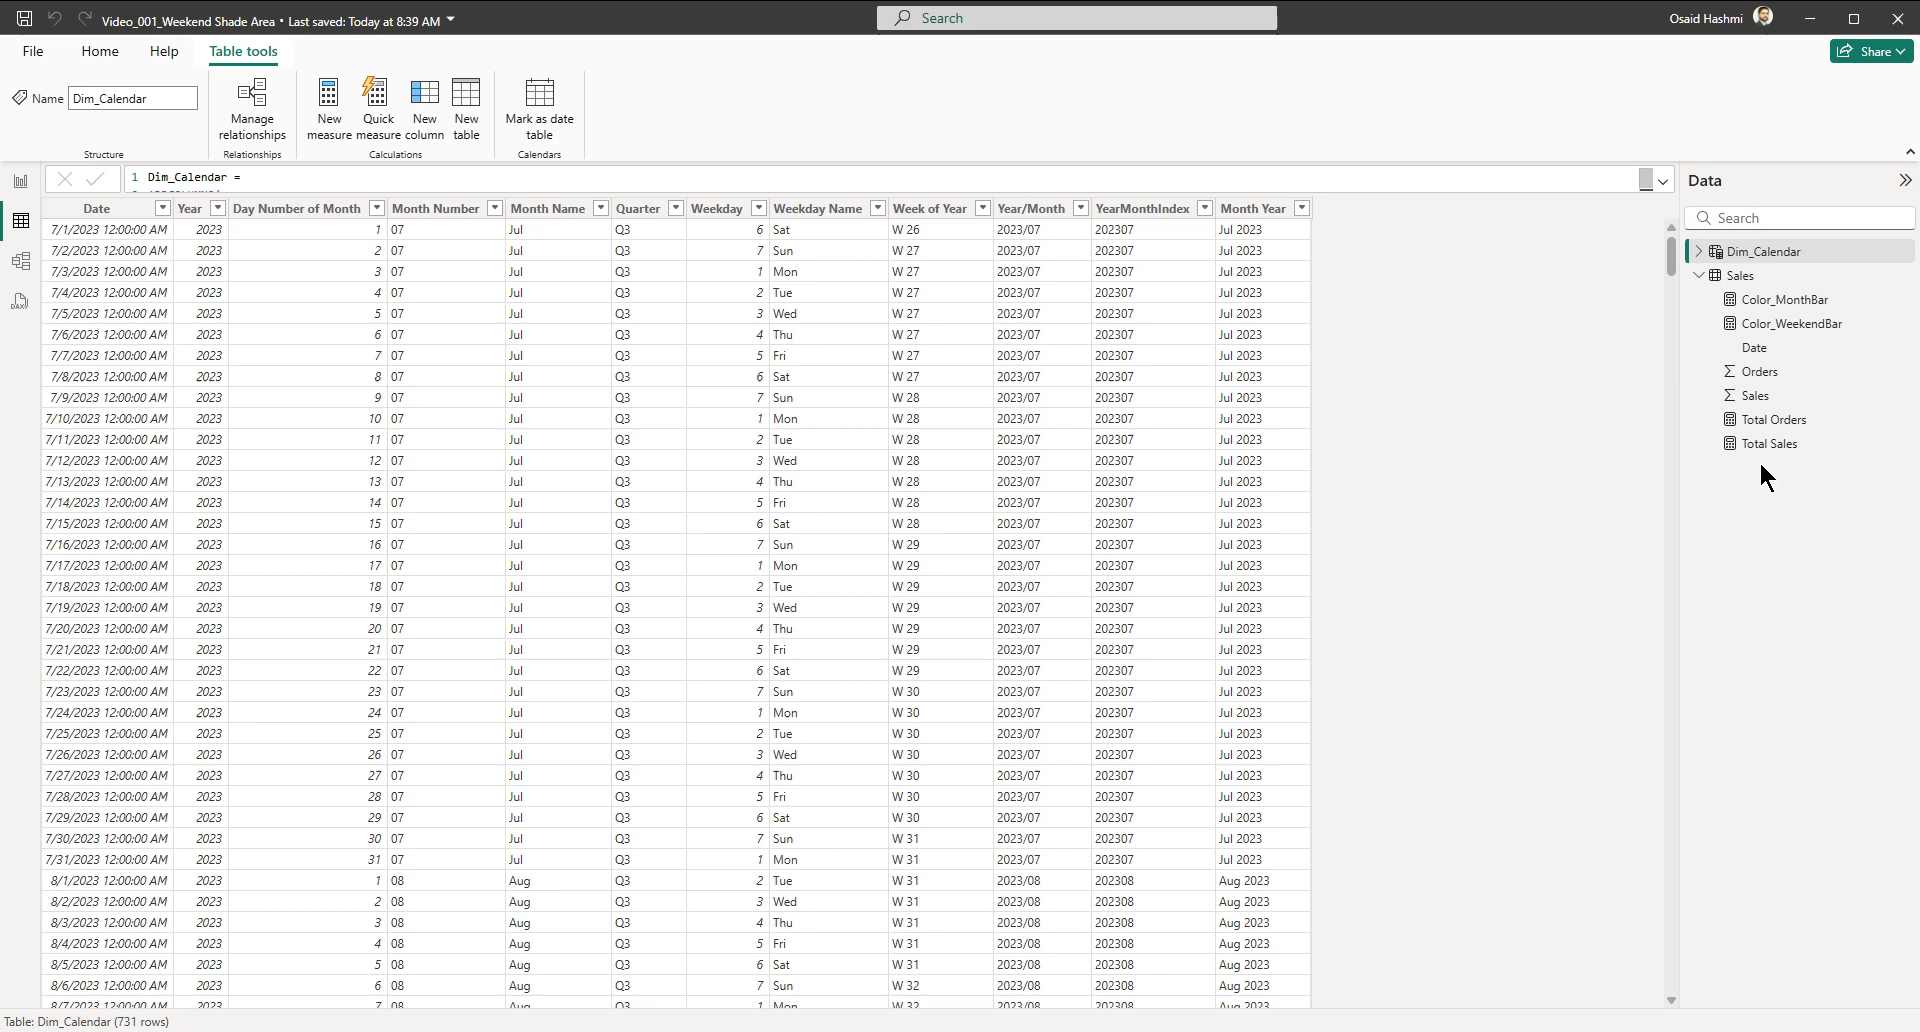 Video_001_Weekend Shade Area • Last saved: Today at 8:39 AM
Search
Osaid Hashmi
File Home Help Table tools
Share
Name Dim_Calendar
Manage relationships
New measure
Quick measure
New column
New table
Mark as date table
Structure Relationships Calculations Calendars
1 Dim_Calendar =
Data
Search
Dim_Calendar
Sales
Color_MonthBar
Color_WeekendBar
Date
Orders
Sales
Total Orders
Total Sales
Date Year Day Number of Month Month Number Month Name Quarter Weekday Weekday Name Week of Year Year/Month YearMonthIndex Month Year
7/1/2023 12:00:00 AM 2023 1 07 Jul Q3 6 Sat W 26 2023/07 202307 Jul 2023
7/2/2023 12:00:00 AM 2023 2 07 Jul Q3 7 Sun W 27 2023/07 202307 Jul 2023
7/3/2023 12:00:00 AM 2023 3 07 Jul Q3 1 Mon W 27 2023/07 202307 Jul 2023
7/4/2023 12:00:00 AM 2023 4 07 Jul Q3 2 Tue W 27 2023/07 202307 Jul 2023
7/5/2023 12:00:00 AM 2023 5 07 Jul Q3 3 Wed W 27 2023/07 202307 Jul 2023
7/6/2023 12:00:00 AM 2023 6 07 Jul Q3 4 Thu W 27 2023/07 202307 Jul 2023
7/7/2023 12:00:00 AM 2023 7 07 Jul Q3 5 Fri W 27 2023/07 202307 Jul 2023
7/8/2023 12:00:00 AM 2023 8 07 Jul Q3 6 Sat W 27 2023/07 202307 Jul 2023
7/9/2023 12:00:00 AM 2023 9 07 Jul Q3 7 Sun W 28 2023/07 202307 Jul 2023
7/10/2023 12:00:00 AM 2023 10 07 Jul Q3 1 Mon W 28 2023/07 202307 Jul 2023
7/11/2023 12:00:00 AM 2023 11 07 Jul Q3 2 Tue W 28 2023/07 202307 Jul 2023
7/12/2023 12:00:00 AM 2023 12 07 Jul Q3 3 Wed W 28 2023/07 202307 Jul 2023
7/13/2023 12:00:00 AM 2023 13 07 Jul Q3 4 Thu W 28 2023/07 202307 Jul 2023
7/14/2023 12:00:00 AM 2023 14 07 Jul Q3 5 Fri W 28 2023/07 202307 Jul 2023
7/15/2023 12:00:00 AM 2023 15 07 Jul Q3 6 Sat W 28 2023/07 202307 Jul 2023
7/16/2023 12:00:00 AM 2023 16 07 Jul Q3 7 Sun W 29 2023/07 202307 Jul 2023
7/17/2023 12:00:00 AM 2023 17 07 Jul Q3 1 Mon W 29 2023/07 202307 Jul 2023
7/18/2023 12:00:00 AM 2023 18 07 Jul Q3 2 Tue W 29 2023/07 202307 Jul 2023
7/19/2023 12:00:00 AM 2023 19 07 Jul Q3 3 Wed W 29 2023/07 202307 Jul 2023
7/20/2023 12:00:00 AM 2023 20 07 Jul Q3 4 Thu W 29 2023/07 202307 Jul 2023
7/21/2023 12:00:00 AM 2023 21 07 Jul Q3 5 Fri W 29 2023/07 202307 Jul 2023
7/22/2023 12:00:00 AM 2023 22 07 Jul Q3 6 Sat W 29 2023/07 202307 Jul 2023
7/23/2023 12:00:00 AM 2023 23 07 Jul Q3 7 Sun W 30 2023/07 202307 Jul 2023
7/24/2023 12:00:00 AM 2023 24 07 Jul Q3 1 Mon W 30 2023/07 202307 Jul 2023
7/25/2023 12:00:00 AM 2023 25 07 Jul Q3 2 Tue W 30 2023/07 202307 Jul 2023
7/26/2023 12:00:00 AM 2023 26 07 Jul Q3 3 Wed W 30 2023/07 202307 Jul 2023
7/27/2023 12:00:00 AM 2023 27 07 Jul Q3 4 Thu W 30 2023/07 202307 Jul 2023
7/28/2023 12:00:00 AM 2023 28 07 Jul Q3 5 Fri W 30 2023/07 202307 Jul 2023
7/29/2023 12:00:00 AM 2023 29 07 Jul Q3 6 Sat W 30 2023/07 202307 Jul 2023
7/30/2023 12:00:00 AM 2023 30 07 Jul Q3 7 Sun W 31 2023/07 202307 Jul 2023
7/31/2023 12:00:00 AM 2023 31 07 Jul Q3 1 Mon W 31 2023/07 202307 Jul 2023
8/1/2023 12:00:00 AM 2023 1 08 Aug Q3 2 Tue W 31 2023/08 202308 Aug 2023
8/2/2023 12:00:00 AM 2023 2 08 Aug Q3 3 Wed W 31 2023/08 202308 Aug 2023
8/3/2023 12:00:00 AM 2023 3 08 Aug Q3 4 Thu W 31 2023/08 202308 Aug 2023
8/4/2023 12:00:00 AM 2023 4 08 Aug Q3 5 Fri W 31 2023/08 202308 Aug 2023
8/5/2023 12:00:00 AM 2023 5 08 Aug Q3 6 Sat W 31 2023/08 202308 Aug 2023
8/6/2023 12:00:00 AM 2023 6 08 Aug Q3 7 Sun W 32 2023/08 202308 Aug 2023
8/7/2023 12:00:00 AM 2023 7 08 Aug Q3 1 Mon W 32 2023/08 202308 Aug 2023
Table: Dim_Calendar (731 rows)